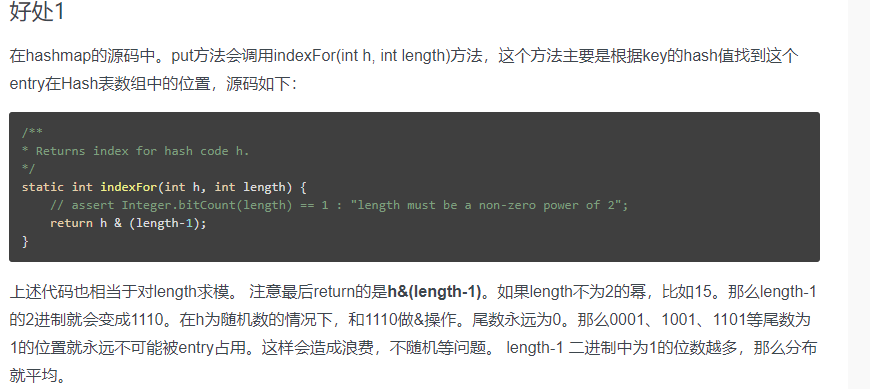 好处1
在hashmap的源码中。put方法会调用indexFor(int h, int length)方法，这个方法主要是根据key的hash值找到这个
entry在Hash表数组中的位置，源码如下：
/**
* Returns index for hash code h.
*/
static int indexFor(int h, int length) {
    // assert Integer.bitCount(length) == 1 : "length must be a non-zero power of 2";
    return h & (length-1);
}
上述代码也相当于对length求模。 注意最后return的是h&(length-1)。如果length不为2的幂，比如15。那么length-1
的2进制就会变成1110。在h为随机数的情况下，和1110做&操作。尾数永远为0。那么0001、1001、1101等尾数为
1的位置就永远不可能被entry占用。这样会造成浪费，不随机等问题。 length-1 二进制中为1的位数越多，那么分布
就平均。